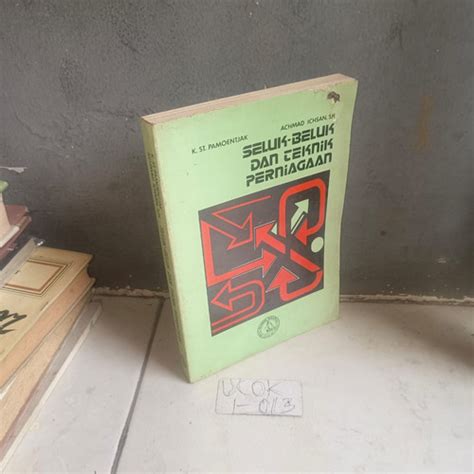 K. ST. PAMOENTJAK
ACHMAD ICHSAN, SH
SELUK-BELUK
DAN TEKNIK
PERNIAGAAN